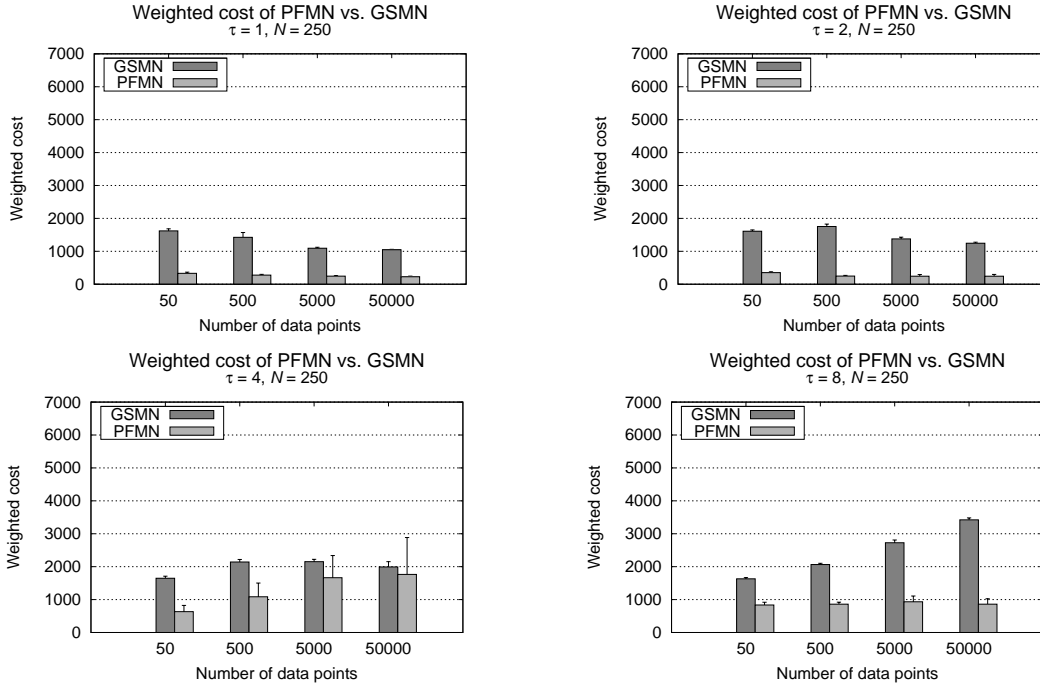 Weighted cost of PFMN vs. GSMN
τ = 1, N = 250
7000
6000
5000
4000
3000
2000
1000
0
Weighted cost
GSMN
PFMN
50 500 5000 50000
Number of data points
Weighted cost of PFMN vs. GSMN
τ = 2, N = 250
7000
6000
5000
4000
3000
2000
1000
0
Weighted cost
GSMN
PFMN
50 500 5000 50000
Number of data points
Weighted cost of PFMN vs. GSMN
τ = 4, N = 250
7000
6000
5000
4000
3000
2000
1000
0
Weighted cost
GSMN
PFMN
50 500 5000 50000
Number of data points
Weighted cost of PFMN vs. GSMN
τ = 8, N = 250
7000
6000
5000
4000
3000
2000
1000
0
Weighted cost
GSMN
PFMN
50 500 5000 50000
Number of data points